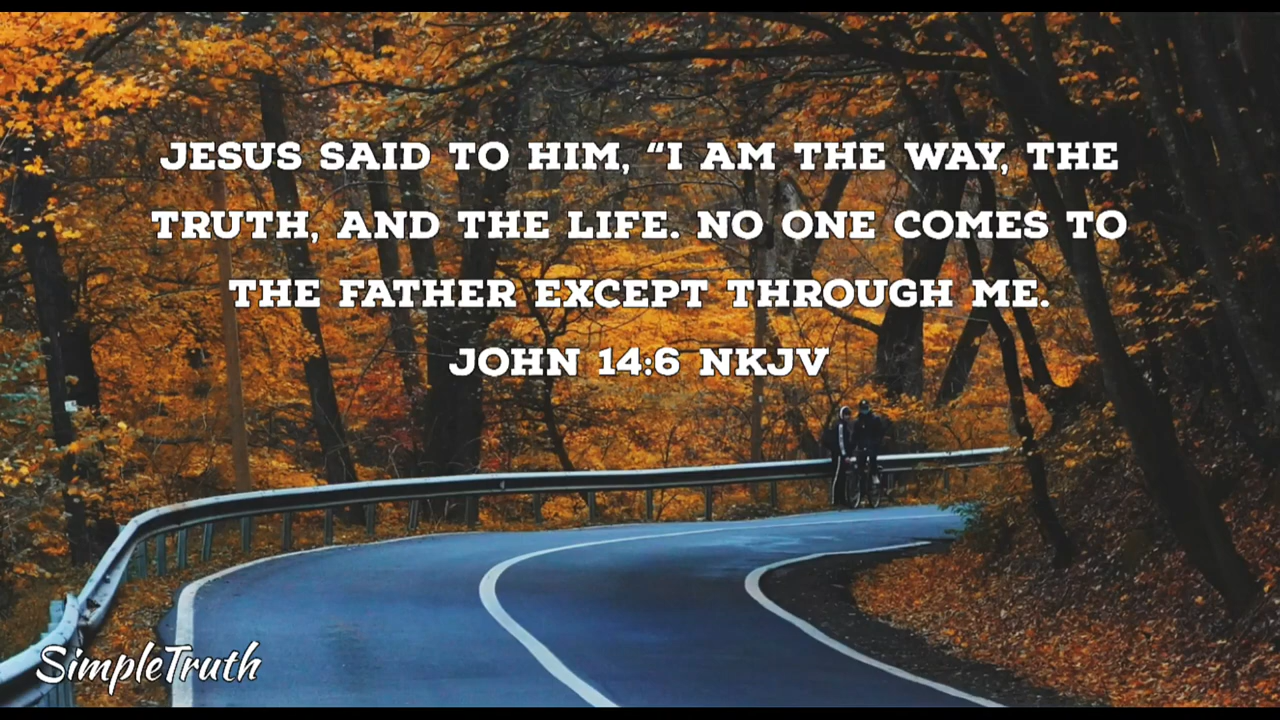 JESUS SAID TO HIM, “I AM THE WAY, THE
TRUTH, AND THE LIFE. NO ONE COMES TO
THE FATHER EXCEPT THROUGH ME.
JOHN 14:6 NKJV
SimpleTruth